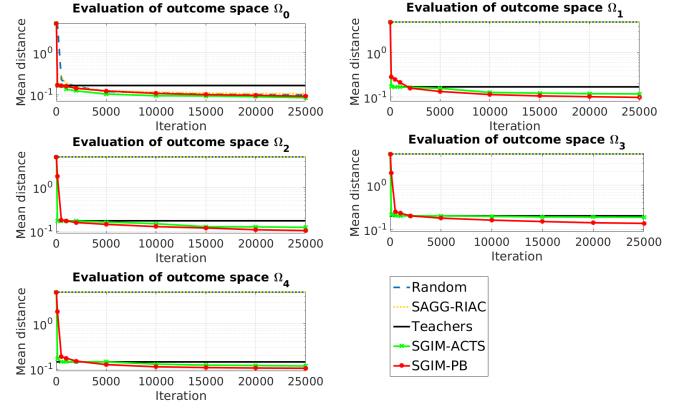 Evaluation of outcome space Ω0
Mean distance
10^0
10^-1
0 5000 10000 15000 20000 25000
Iteration
Evaluation of outcome space Ω1
Mean distance
10^0
10^-1
0 5000 10000 15000 20000 25000
Iteration
Evaluation of outcome space Ω2
Mean distance
10^0
10^-1
0 5000 10000 15000 20000 25000
Iteration
Evaluation of outcome space Ω3
Mean distance
10^0
10^-1
0 5000 10000 15000 20000 25000
Iteration
Evaluation of outcome space Ω4
Mean distance
10^0
10^-1
0 5000 10000 15000 20000 25000
Iteration
Random
SAGG-RIAC
Teachers
SGIM-ACTS
SGIM-PB